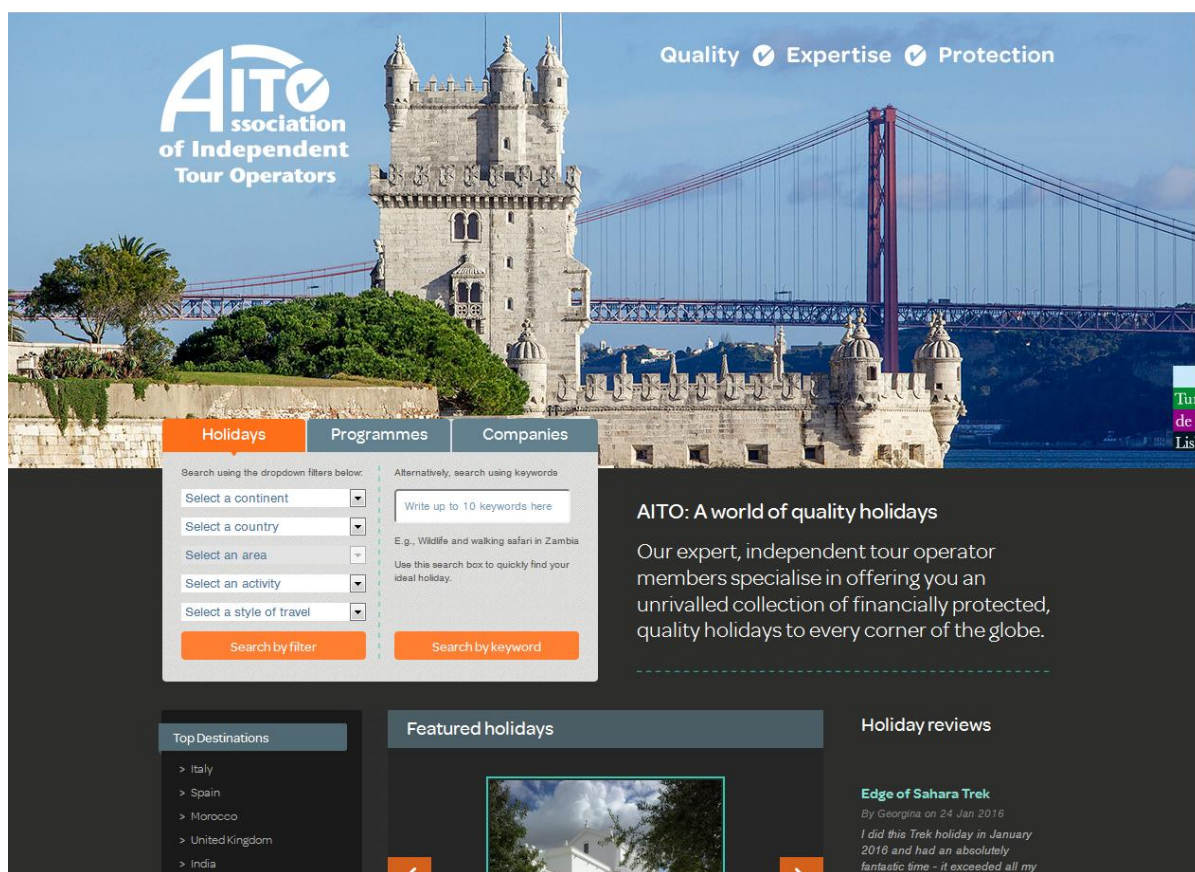 AITO
Association
of Independent
Tour Operators
Quality Expertise Protection
Holidays Programmes Companies
Search using the dropdown filters below:
Select a continent
Select a country
Select an area
Select an activity
Select a style of travel
Search by filter
Alternatively, search using keywords
Write up to 10 keywords here
E.g., Wildlife and walking safari in Zambia
Use this search box to quickly find your
ideal holiday.
Search by keyword
Tu
de
Lis
AITO: A world of quality holidays
Our expert, independent tour operator
members specialise in offering you an
unrivalled collection of financially protected,
quality holidays to every corner of the globe.
Top Destinations
> Italy
> Spain
> Morocco
> United Kingdom
> India
Featured holidays
Holiday reviews
Edge of Sahara Trek
By Georgina on 24 Jan 2016
I did this Trek holiday in January
2016 and had an absolutely
fantastic time - it exceeded all my